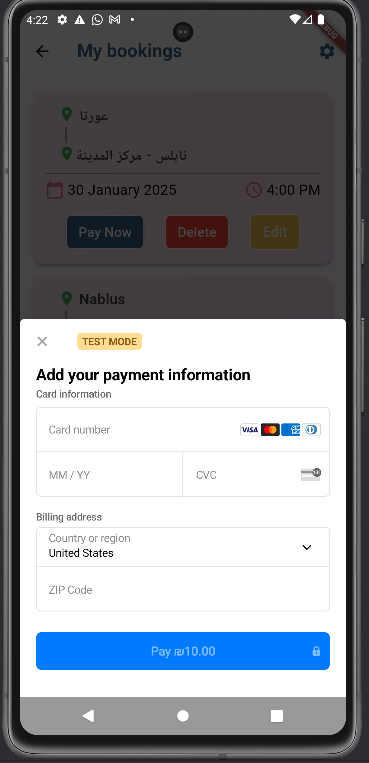 4:22
DEBUG
My bookings
عورتا
نابلس - مركز المدينة
30 January 2025
4:00 PM
Pay Now
Delete
Edit
Nablus
TEST MODE
Add your payment information
Card information
Card number
VISA
MM / YY
CVC
Billing address
Country or region
United States
ZIP Code
Pay ₪10.00